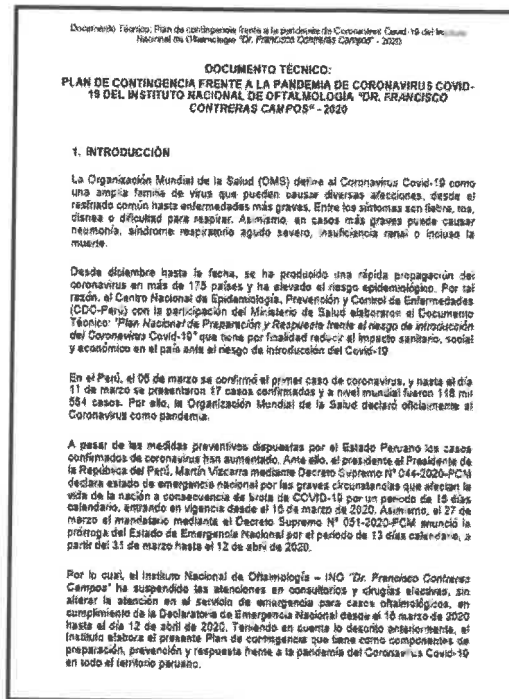 Documento Técnico: Plan de contingencia frente a la pandemia de Coronavirus Covid-19 del
Nacional de Oftalmología "Dr. Francisco Contreras Campos" - 2020
DOCUMENTO TÉCNICO:
PLAN DE CONTINGENCIA FRENTE A LA PANDEMIA DE CORONAVIRUS COVID-
19 DEL INSTITUTO NACIONAL DE OFTALMOLOGÍA "DR. FRANCISCO
CONTRERAS CAMPOS" - 2020
1. INTRODUCCIÓN
La Organización Mundial de la Salud (OMS) define al Coronavirus Covid-19 como
una amplia familia de virus que pueden causar diversas afecciones, desde el
resfriado común hasta enfermedades más graves. Entre los síntomas son fiebre, tos,
disnea o dificultad para respirar. Asimismo, en casos más graves puede causar
neumonía, síndrome respiratorio agudo severo, insuficiencia renal o incluso la
muerte.
Desde diciembre hasta la fecha, se ha producido una rápida propagación del
coronavirus en más de 175 países y ha elevado el riesgo epidemiológico. Por tal
razón, el Centro Nacional de Epidemiología, Prevención y Control de Enfermedades
(CDC-Perú) con la participación del Ministerio de Salud elaboraron el Documento
Técnico: "Plan Nacional de Preparación y Respuesta frente al riesgo de introducción
del Coronavirus Covid-19" que tiene por finalidad reducir el impacto sanitario, social
y económico en el país ante el riesgo de introducción del Covid-19
En el Perú, el 06 de marzo se confirmó el primer caso de coronavirus, y hasta el día
11 de marzo se presentaron 17 casos confirmados y a nivel mundial fueron 118 mil
554 casos. Por ello, la Organización Mundial de la Salud declaró oficialmente al
Coronavirus como pandemia.
A pesar de las medidas preventivas dispuestas por el Estado Peruano los casos
confirmados de coronavirus han aumentado. Ante ello, el presidente el Presidente de
la República del Perú, Martín Vizcarra mediante Decreto Supremo N° 044-2020-PCM
declara estado de emergencia nacional por las graves circunstancias que afectan la
vida de la nación a consecuencia de brote de COVID-19 por un periodo de 15 días
calendario, entrando en vigencia desde el 16 de marzo de 2020. Asimismo, el 27 de
marzo el mandatario mediante el Decreto Supremo N° 051-2020-PCM anunció la
prórroga del Estado de Emergencia Nacional por el periodo de 13 días calendario, a
partir del 31 de marzo hasta el 12 de abril de 2020.
Por lo cual, el Instituto Nacional de Oftalmología – INO "Dr. Francisco Contreras
Campos" ha suspendido las atenciones en consultorios y cirugías electivas, sin
alterar la atención en el servicio de emergencia para casos oftalmológicos, en
cumplimiento de la Declaratoria de Emergencia Nacional desde el 16 marzo de 2020
hasta el día 12 de abril de 2020. Teniendo en cuenta lo descrito anteriormente, el
Instituto elabora el presente Plan de contingencia que tiene como componentes de
preparación, prevención y respuesta frente a la pandemia del Coronavirus Covid-19
en todo el territorio peruano.